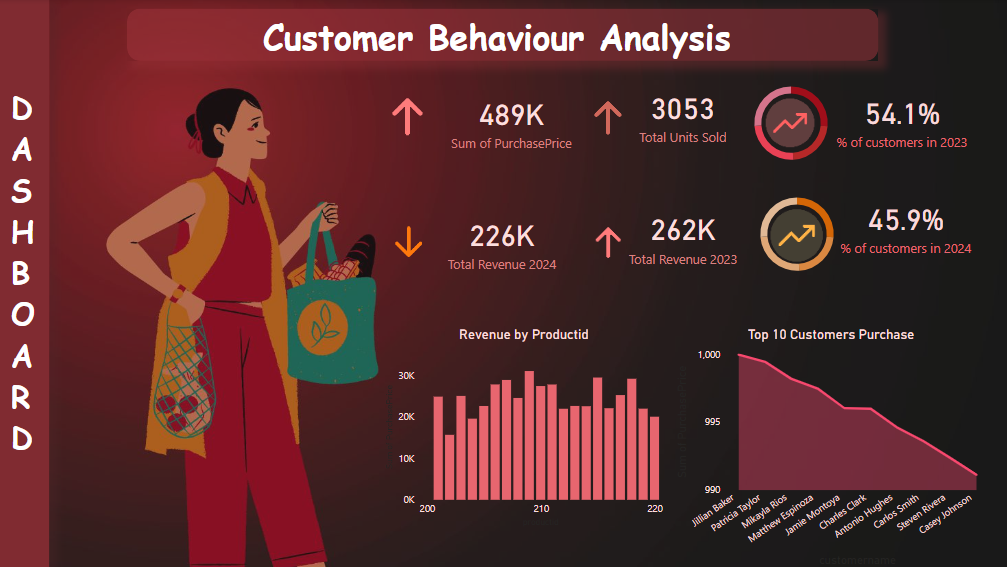 Customer Behaviour Analysis
D
A
S
H
B
O
A
R
D
489K
Sum of PurchasePrice
3053
Total Units Sold
54.1%
% of customers in 2023
226K
Total Revenue 2024
262K
Total Revenue 2023
45.9%
% of customers in 2024
Revenue by Productid
30K
20K
10K
0K
200
210
220
Top 10 Customers Purchase
1,000
995
990
Jillian Baker
Patricia Taylor
Mikayla Rios
Matthew Espinoza
Jamie Montoya
Charles Clark
Antonio Hughes
Carlos Smith
Steven Rivera
Casey Johnson